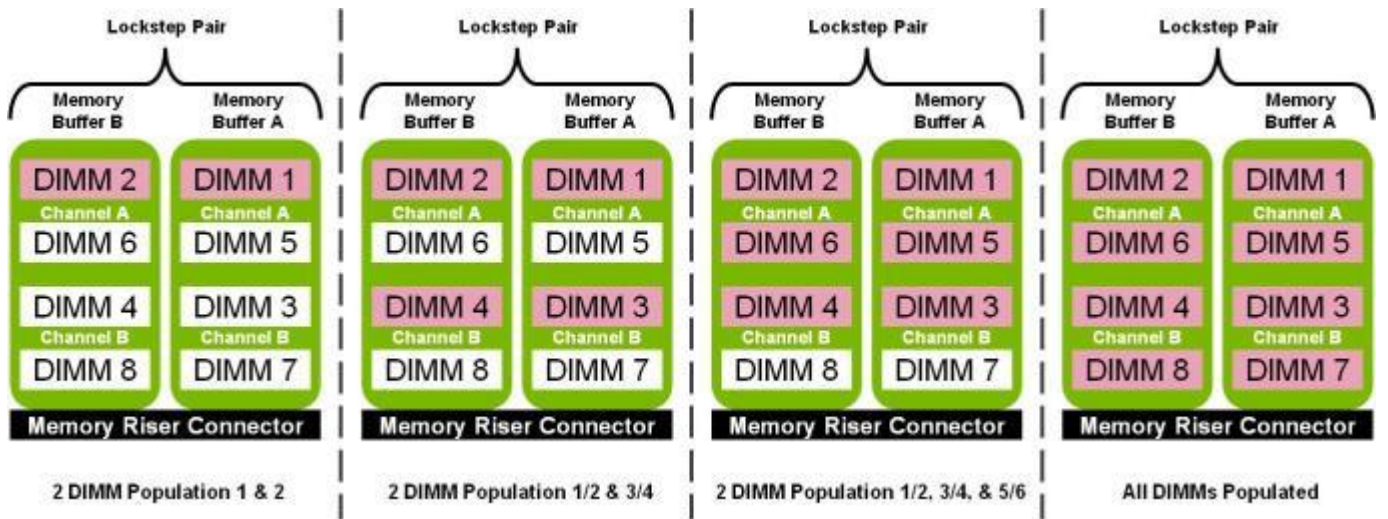 Lockstep Pair
Memory Buffer B
Memory Buffer A
DIMM 2
DIMM 1
Channel A
Channel A
DIMM 6
DIMM 5
DIMM 4
DIMM 3
Channel B
Channel B
DIMM 8
DIMM 7
Memory Riser Connector
2 DIMM Population 1 & 2
Lockstep Pair
Memory Buffer B
Memory Buffer A
DIMM 2
DIMM 1
Channel A
Channel A
DIMM 6
DIMM 5
DIMM 4
DIMM 3
Channel B
Channel B
DIMM 8
DIMM 7
Memory Riser Connector
2 DIMM Population 1/2 & 3/4
Lockstep Pair
Memory Buffer B
Memory Buffer A
DIMM 2
DIMM 1
Channel A
Channel A
DIMM 6
DIMM 5
DIMM 4
DIMM 3
Channel B
Channel B
DIMM 8
DIMM 7
Memory Riser Connector
2 DIMM Population 1/2, 3/4, & 5/6
Lockstep Pair
Memory Buffer B
Memory Buffer A
DIMM 2
DIMM 1
Channel A
Channel A
DIMM 6
DIMM 5
DIMM 4
DIMM 3
Channel B
Channel B
DIMM 8
DIMM 7
Memory Riser Connector
All DIMMs Populated